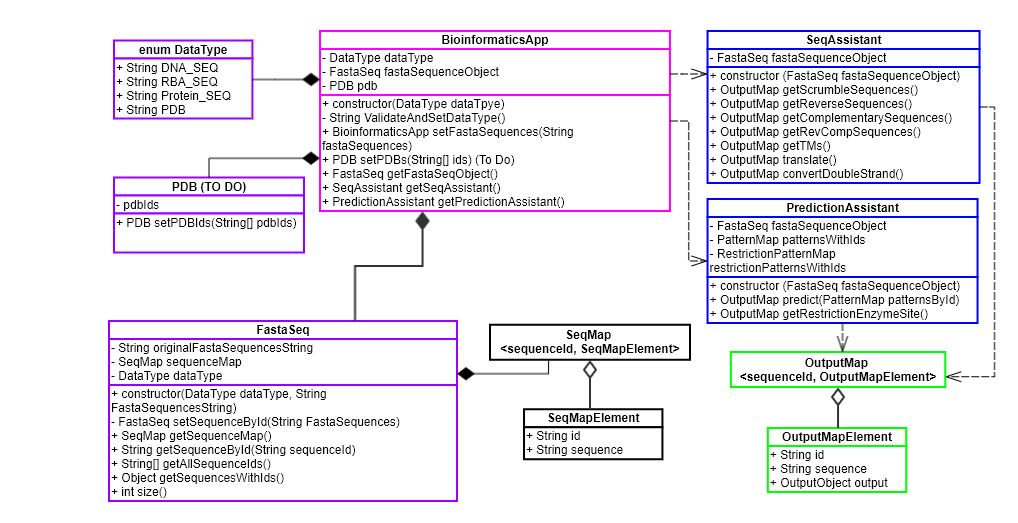 enum DataType
+ String DNA_SEQ
+ String RBA_SEQ
+ String Protein_SEQ
+ String PDB
PDB (TO DO)
- pdbIds
+ PDB setPDBIds(String[] pdbIds)
BioinformaticsApp
- DataType dataType
- FastaSeq fastaSequenceObject
- PDB pdb
+ constructor(DataType dataTpye)
- String ValidateAndSetDataType()
+ BioinformaticsApp setFastaSequences(String
fastaSequences)
+ PDB setPDBs(String[] ids) (To Do)
+ FastaSeq getFastaSeqObject()
+ SeqAssistant getSeqAssistant()
+ PredictionAssistant getPredictionAssistant()
SeqAssistant
- FastaSeq fastaSequenceObject
+ constructor (FastaSeq fastaSequenceObject)
+ OutputMap getScrumbleSequences()
+ OutputMap getReverseSequences()
+ OutputMap getComplementarySequences()
+ OutputMap getRevCompSequences()
+ OutputMap getTMs()
+ OutputMap translate()
+ OutputMap convertDoubleStrand()
PredictionAssistant
- FastaSeq fastaSequenceObject
- PatternMap patternsWithIds
- RestrictionPatternMap
restrictionPatternsWithIds
+ constructor (FastaSeq fastaSequenceObject)
+ OutputMap predict(PatternMap patternsById)
+ OutputMap getRestrictionEnzymeSite()
FastaSeq
- String originalFastaSequencesString
- SeqMap sequenceMap
- DataType dataType
+ constructor(DataType dataType, String
FastaSequencesString)
- FastaSeq setSequenceById(String FastaSequences)
+ SeqMap getSequenceMap()
+ String getSequenceById(String sequenceId)
+ String[] getAllSequenceIds()
+ Object getSequencesWithIds()
+ int size()
SeqMap
<sequenceId, SeqMapElement>
SeqMapElement
+ String id
+ String sequence
OutputMap
<sequenceId, OutputMapElement>
OutputMapElement
+ String id
+ String sequence
+ OutputObject output